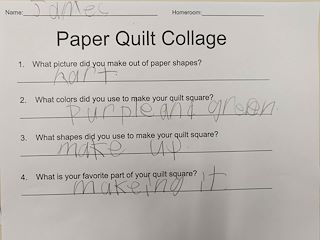 Name: James Homeroom:
Paper Quilt Collage
1. What picture did you make out of paper shapes?
hart
2. What colors did you use to make your quilt square?
purple and green
3. What shapes did you use to make your quilt square?
make up
4. What is your favorite part of your quilt square?
makeing it